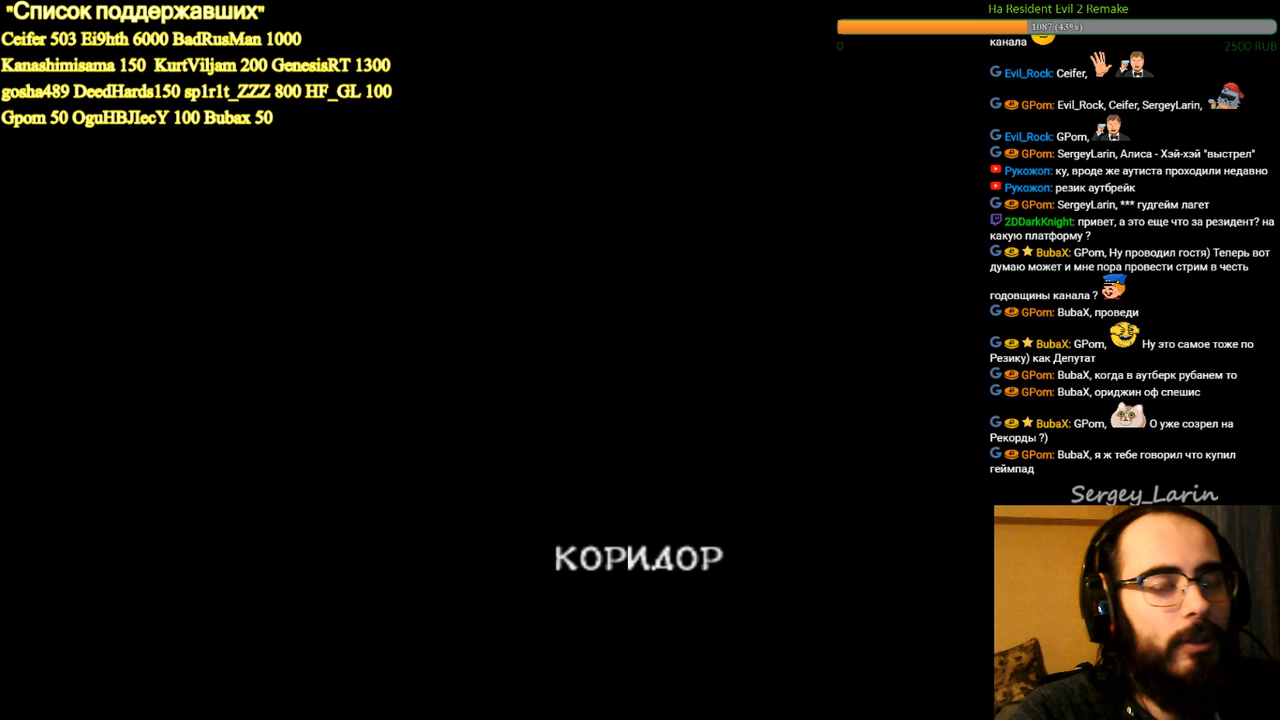 "Список поддержавших"
Ceifer 503 Ei9hth 6000 BadRusMan 1000
Kanashimisama 150 KurtViljam 200 GenesisRT 1300
gosha489 DeedHards150 sp1r1t_ZZZ 800 HF_GL 100
Gpom 50 OguHBJIecY 100 Bubax 50
На Resident Evil 2 Remake
1087 (43%)
0
2500 RUB
канала
Evil_Rock: Ceifer,
GPom: Evil_Rock, Ceifer, SergeyLarin,
Evil_Rock: GPom,
GPom: SergeyLarin, Алиса - Хэй-хэй "выстрел"
Рукожоп: ку, вроде же аутиста проходили недавно
Рукожоп: резик аутбрейк
GPom: SergeyLarin, *** гудгейм лагет
2DDarkKnight: привет, а это еще что за резидент? на
какую платформу ?
BubaX: GPom, Ну проводил гостя) Теперь вот
думаю может и мне пора провести стрим в честь
годовщины канала ?
GPom: BubaX, проведи
BubaX: GPom, Ну это самое тоже по
Резику) как Депутат
GPom: BubaX, когда в аутберк рубанем то
GPom: BubaX, ориджин оф спешис
BubaX: GPom, О уже созрел на
Рекорды ?)
GPom: BubaX, я ж тебе говорил что купил
геймпад
Sergey_Larin
КОРИДОР